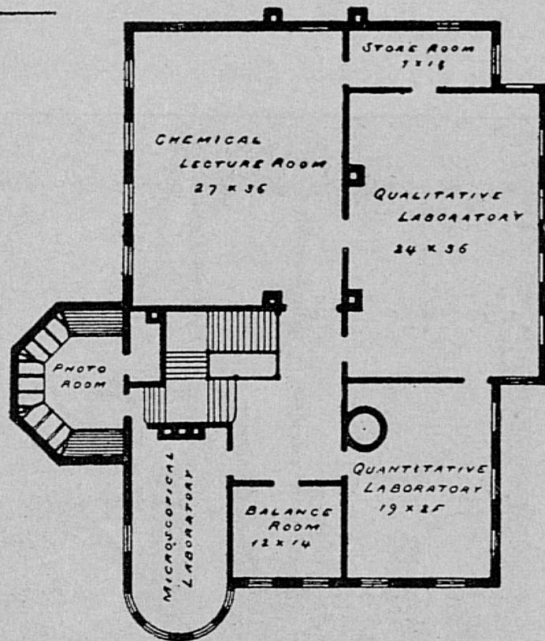 STORE ROOM
7 x 18
CHEMICAL
LECTURE ROOM
27 x 36
QUALITATIVE
LABORATORY
24 x 36
PHOTO
ROOM
MICROSCOPICAL
LABORATORY
BALANCE
ROOM
12 x 14
QUANTITATIVE
LABORATORY
19 x 25